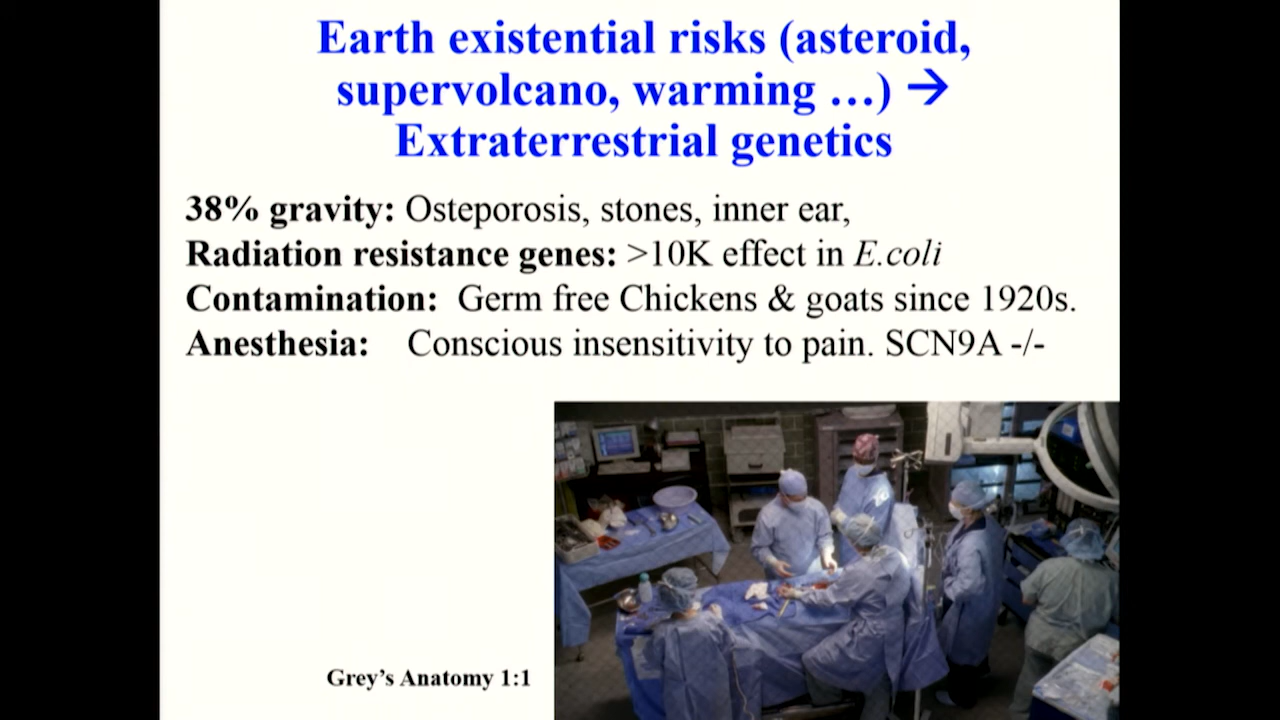 Earth existential risks (asteroid,
supervolcano, warming …) →
Extraterrestrial genetics
38% gravity: Osteporosis, stones, inner ear,
Radiation resistance genes: >10K effect in E.coli
Contamination: Germ free Chickens & goats since 1920s.
Anesthesia: Conscious insensitivity to pain. SCN9A -/-
Grey’s Anatomy 1:1